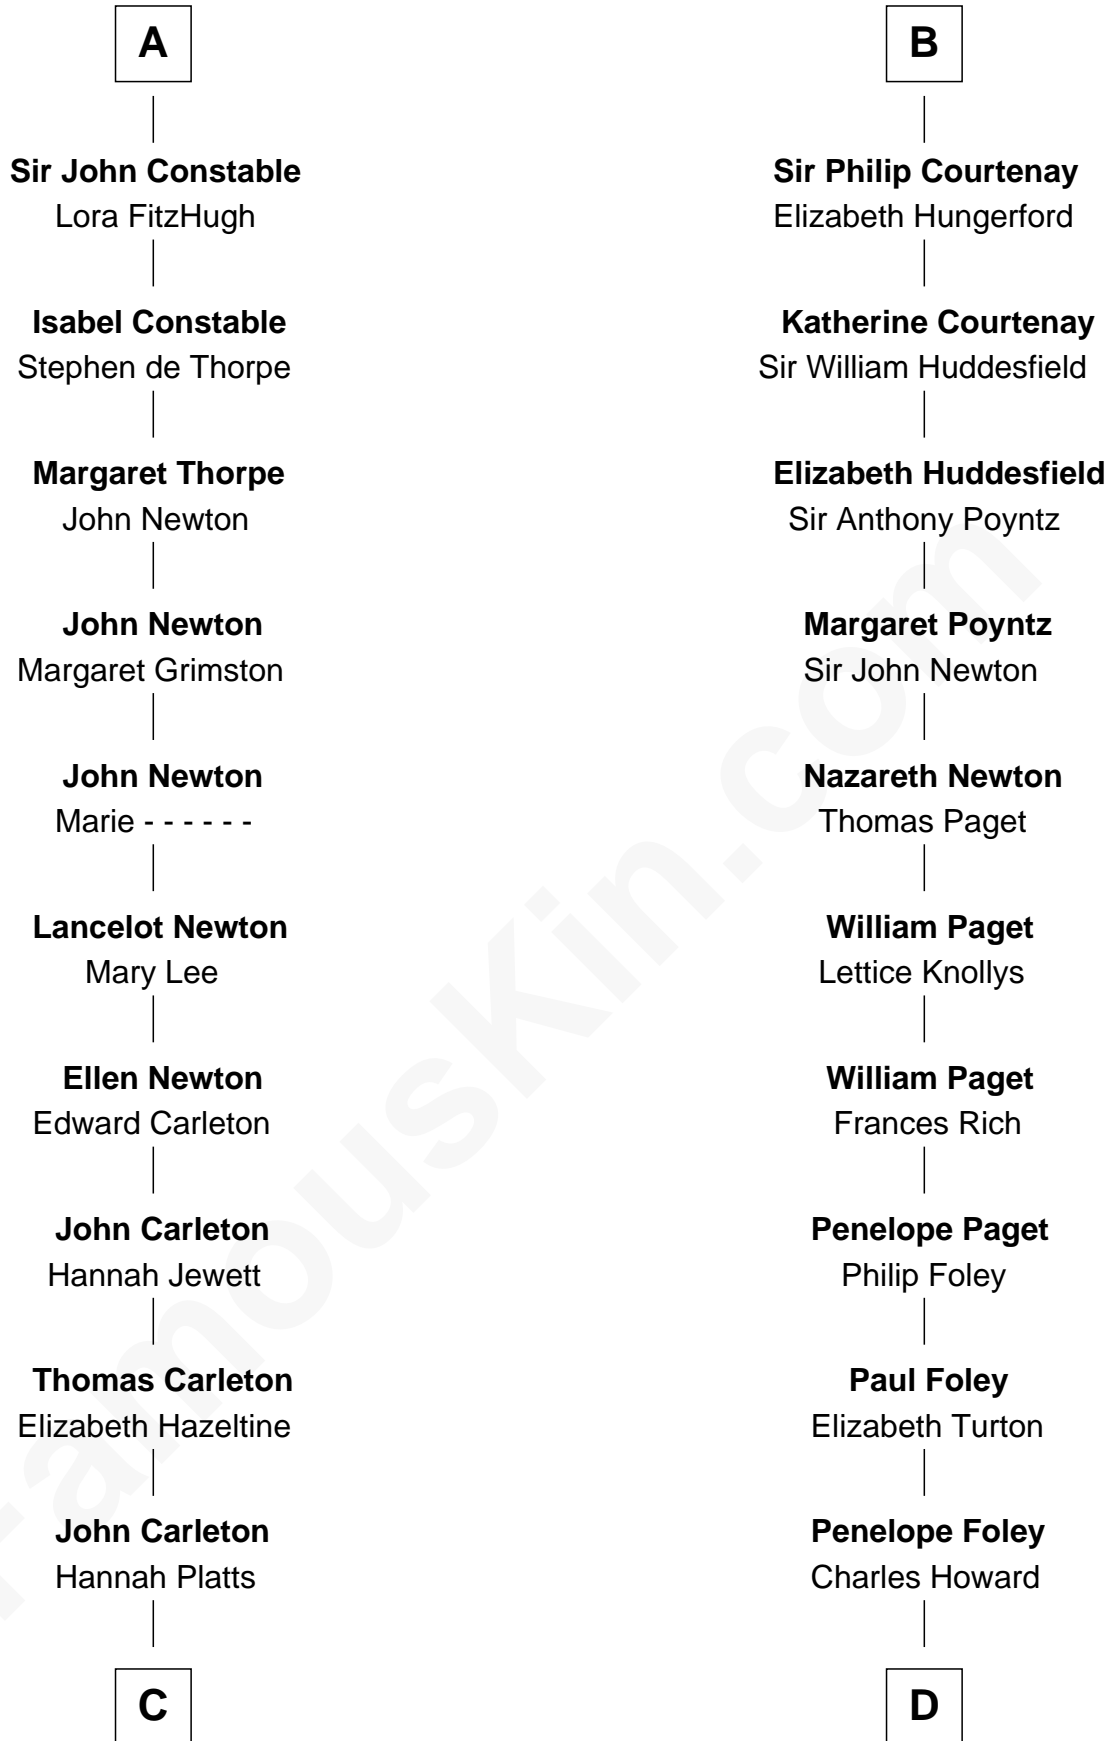 A
Sir John Constable
Lora FitzHugh
Isabel Constable
Stephen de Thorpe
Margaret Thorpe
John Newton
John Newton
Margaret Grimston
John Newton
Marie - - - - - -
Lancelot Newton
Mary Lee
Ellen Newton
Edward Carleton
John Carleton
Hannah Jewett
Thomas Carleton
Elizabeth Hazeltine
John Carleton
Hannah Platts
C
B
Sir Philip Courtenay
Elizabeth Hungerford
Katherine Courtenay
Sir William Huddesfield
Elizabeth Huddesfield
Sir Anthony Poyntz
Margaret Poyntz
Sir John Newton
Nazareth Newton
Thomas Paget
William Paget
Lettice Knollys
William Paget
Frances Rich
Penelope Paget
Philip Foley
Paul Foley
Elizabeth Turton
Penelope Foley
Charles Howard
D
FamousKin.com